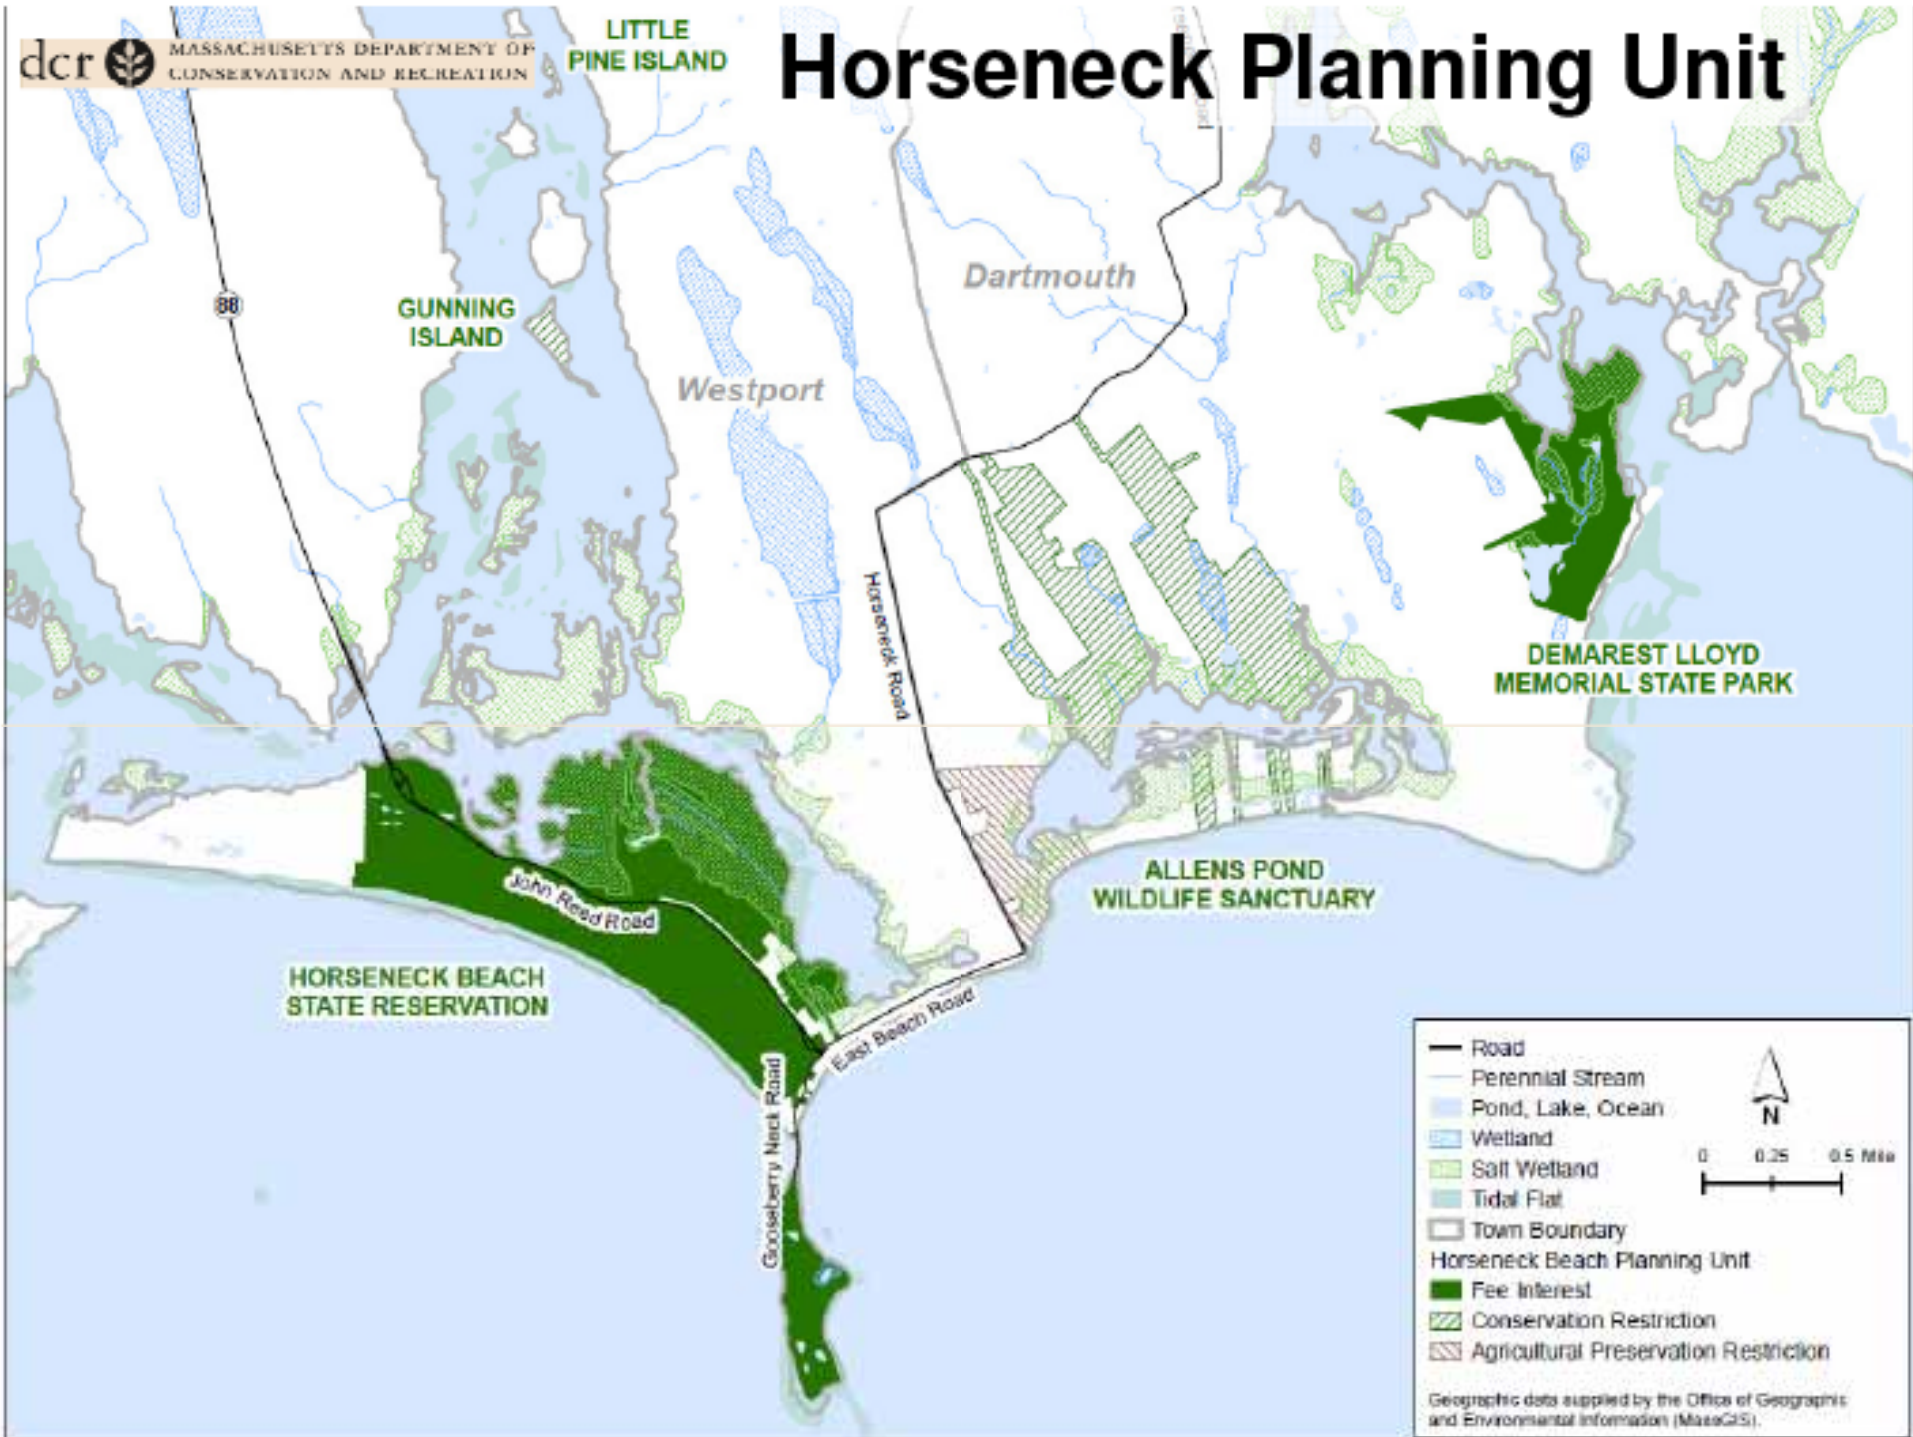 dcr
MASSACHUSETTS DEPARTMENT OF
CONSERVATION AND RECREATION
LITTLE
PINE ISLAND
Horseneck Planning Unit
88
GUNNING
ISLAND
Dartmouth
Westport
Horseneck Road
DEMAREST LLOYD
MEMORIAL STATE PARK
ALLENS POND
WILDLIFE SANCTUARY
John Reed Road
HORSENECK BEACH
STATE RESERVATION
East Beach Road
Gooseberry Neck Road
Road
Perennial Stream
Pond, Lake, Ocean
Wetland
Salt Wetland
Tidal Flat
Town Boundary
Horseneck Beach Planning Unit
Fee Interest
Conservation Restriction
Agricultural Preservation Restriction
N
0 0.25 0.5 Mile
Geographic data supplied by the Office of Geographic
and Environmental Information (MassGIS).